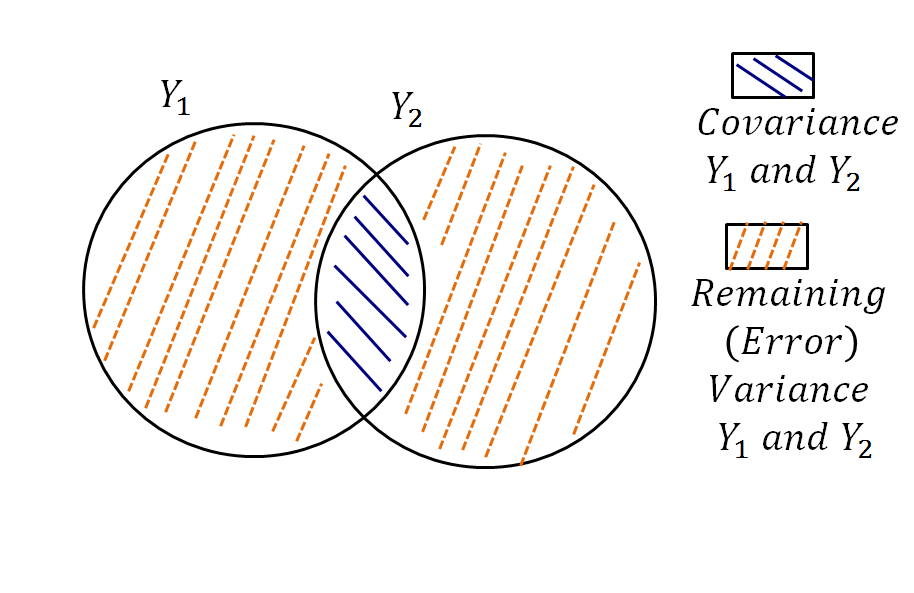 Y₁
Y₂
Covariance
Y₁ and Y₂
Remaining
(Error)
Variance
Y₁ and Y₂